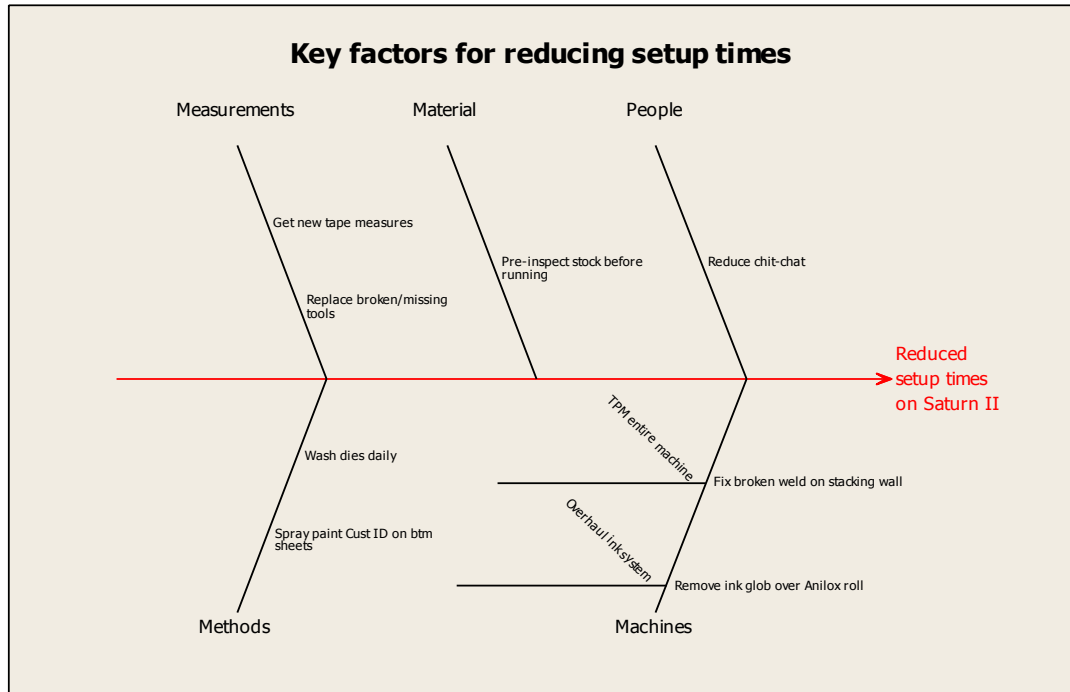 Key factors for reducing setup times
Measurements
Material
People
Get new tape measures
Replace broken/missing
tools
Pre-inspect stock before
running
Reduce chit-chat
Reduced
setup times
on Saturn II
Wash dies daily
Spray paint Cust ID on btm
sheets
TPM entire machine
Fix broken weld on stacking wall
Overhaul ink system
Remove ink glob over Anilox roll
Methods
Machines